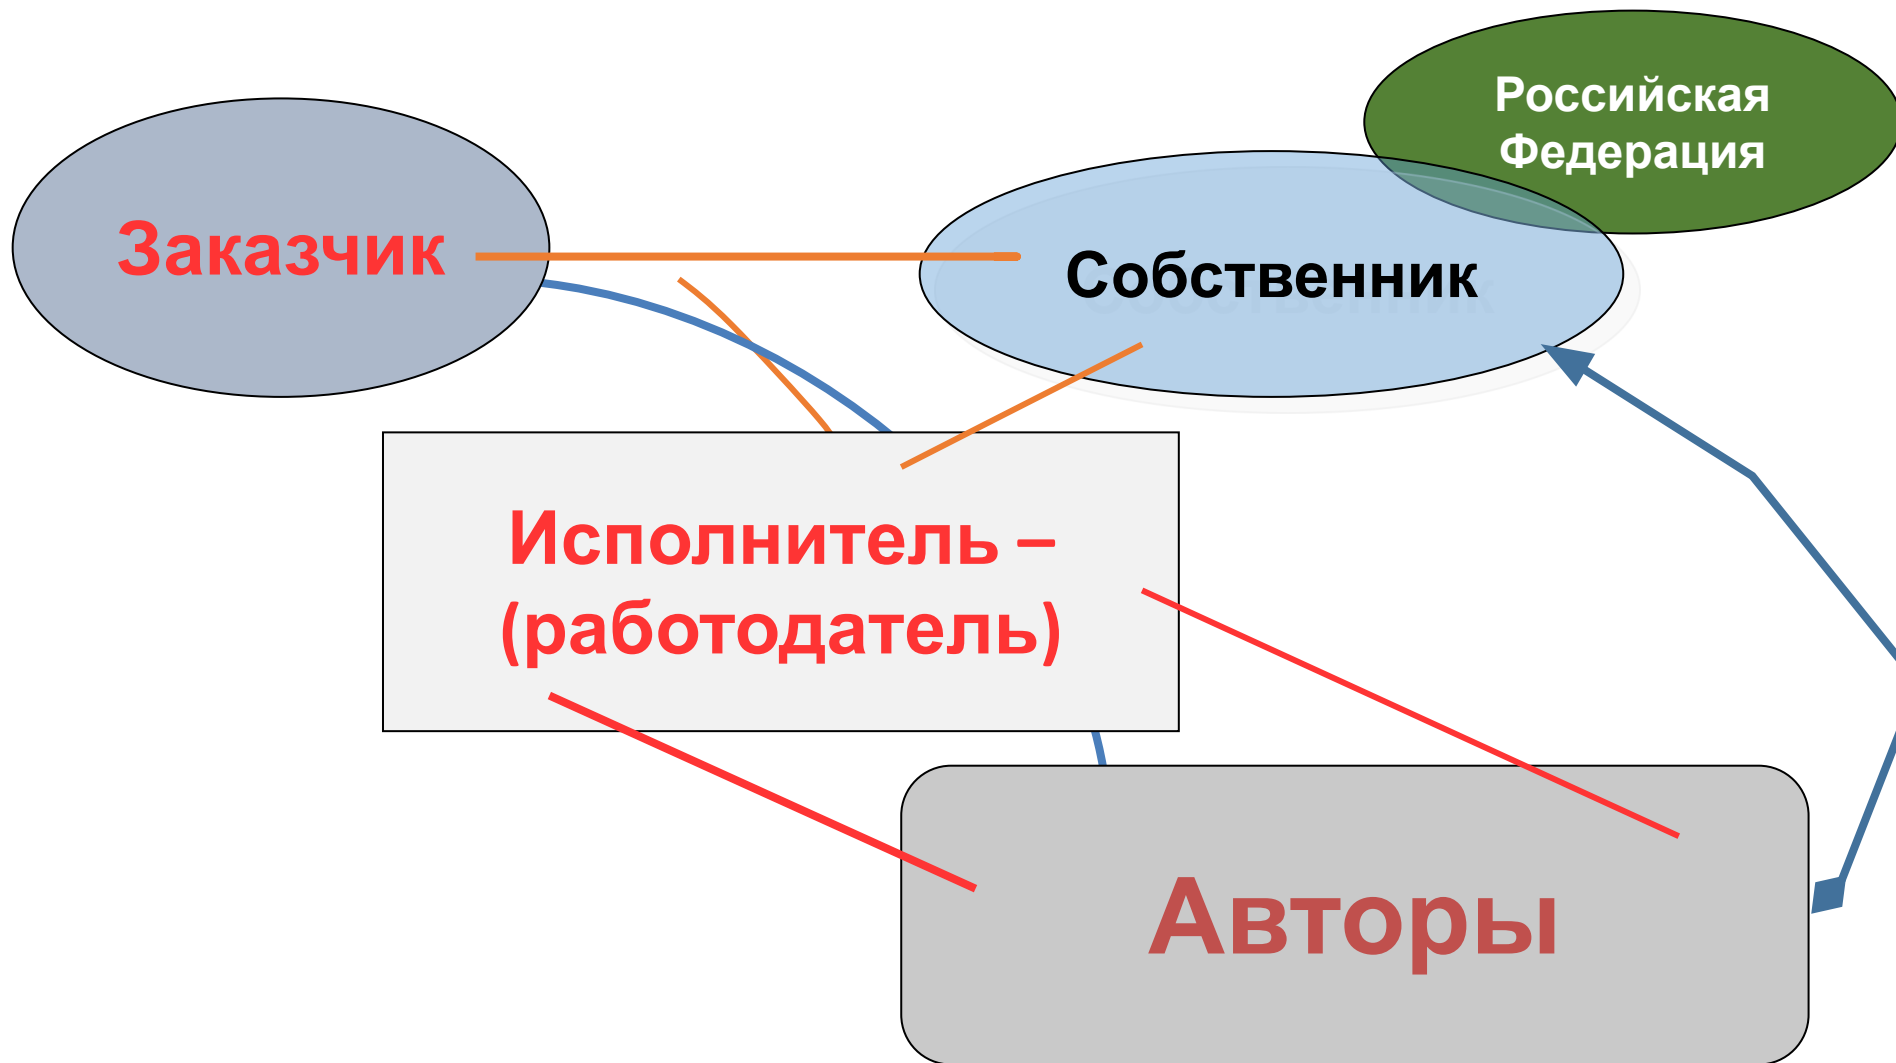 Российская
Федерация
Заказчик
Собственник
Исполнитель –
(работодатель)
Авторы